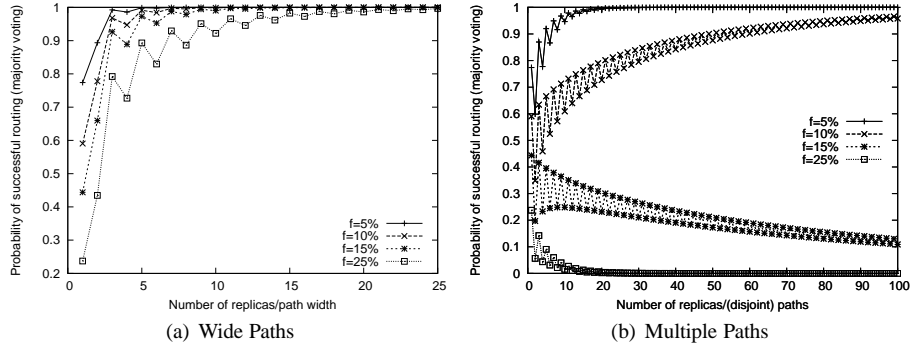 Probability of successful routing (majority voting)
1
0.9
0.8
0.7
0.6
0.5
0.4
0.3
0.2
f=5%
f=10%
f=15%
f=25%
0 5 10 15 20 25
Number of replicas/path width
(a) Wide Paths
Probability of successful routing (majority voting)
1
0.9
0.8
0.7
0.6
0.5
0.4
0.3
0.2
0.1
0
f=5%
f=10%
f=15%
f=25%
0 10 20 30 40 50 60 70 80 90 100
Number of replicas/(disjoint) paths
(b) Multiple Paths